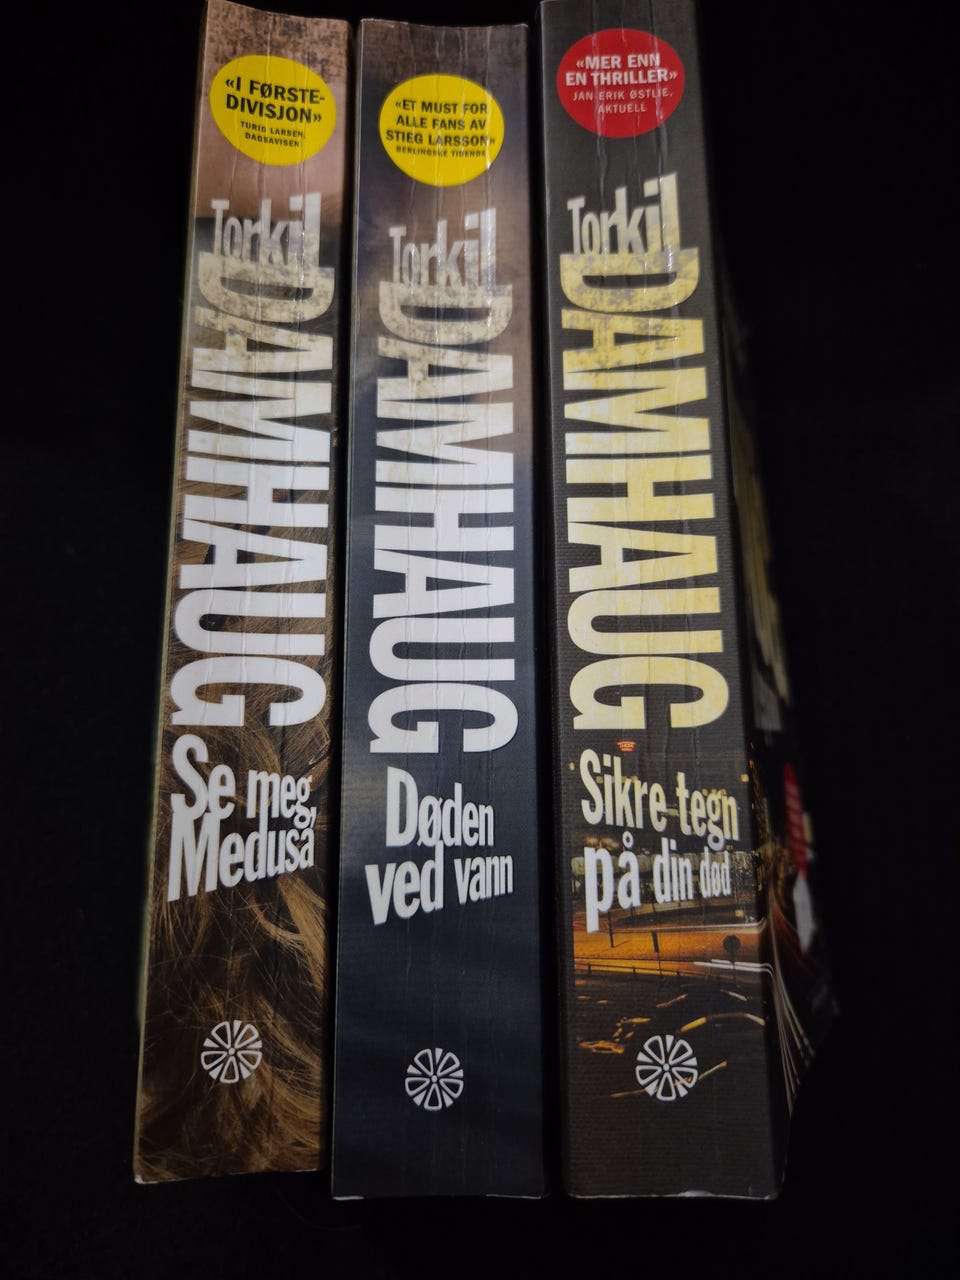 «I FØRSTE-
DIVISJON»
TURID LARSEN,
DAGSAVISEN
Torkil
DAMHAUG
Se meg,
Medusa
«ET MUST FOR
ALLE FANS AV
STIEG LARSSON»
BERLINGSKE TIDENDE
Torkil
DAMHAUG
Døden
ved vann
«MER ENN
EN THRILLER»
JAN-ERIK ØSTLIE,
AKTUELL
Torkil
DAMHAUG
Sikre tegn
på din død